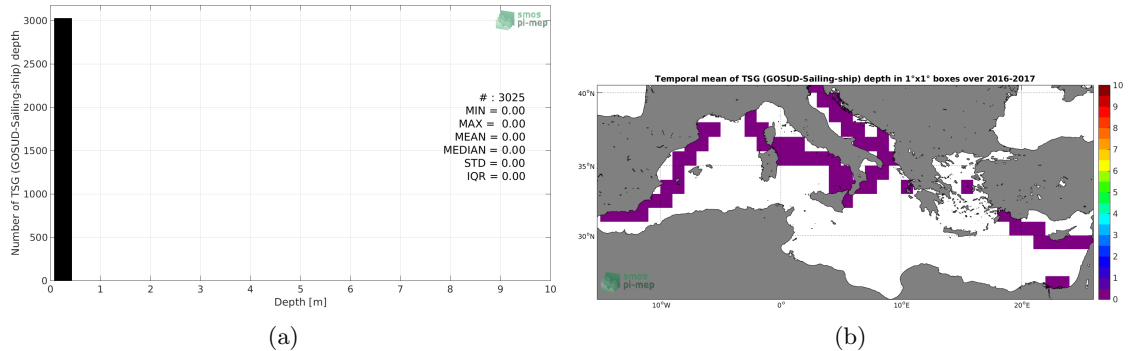 3000
2500
2000
1500
1000
500
0
Number of TSG (GOSUD-Sailing-ship) depth
smos
pi-mep
# : 3025
MIN = 0.00
MAX = 0.00
MEAN = 0.00
MEDIAN = 0.00
STD = 0.00
IQR = 0.00
0 1 2 3 4 5 6 7 8 9 10
Depth [m]
(a)
Temporal mean of TSG (GOSUD-Sailing-ship) depth in 1°x1° boxes over 2016-2017
40°N
35°N
30°N
smos
pi-mep
10°W 0° 10°E 20°E
10
9
8
7
6
5
4
3
2
1
0
(b)